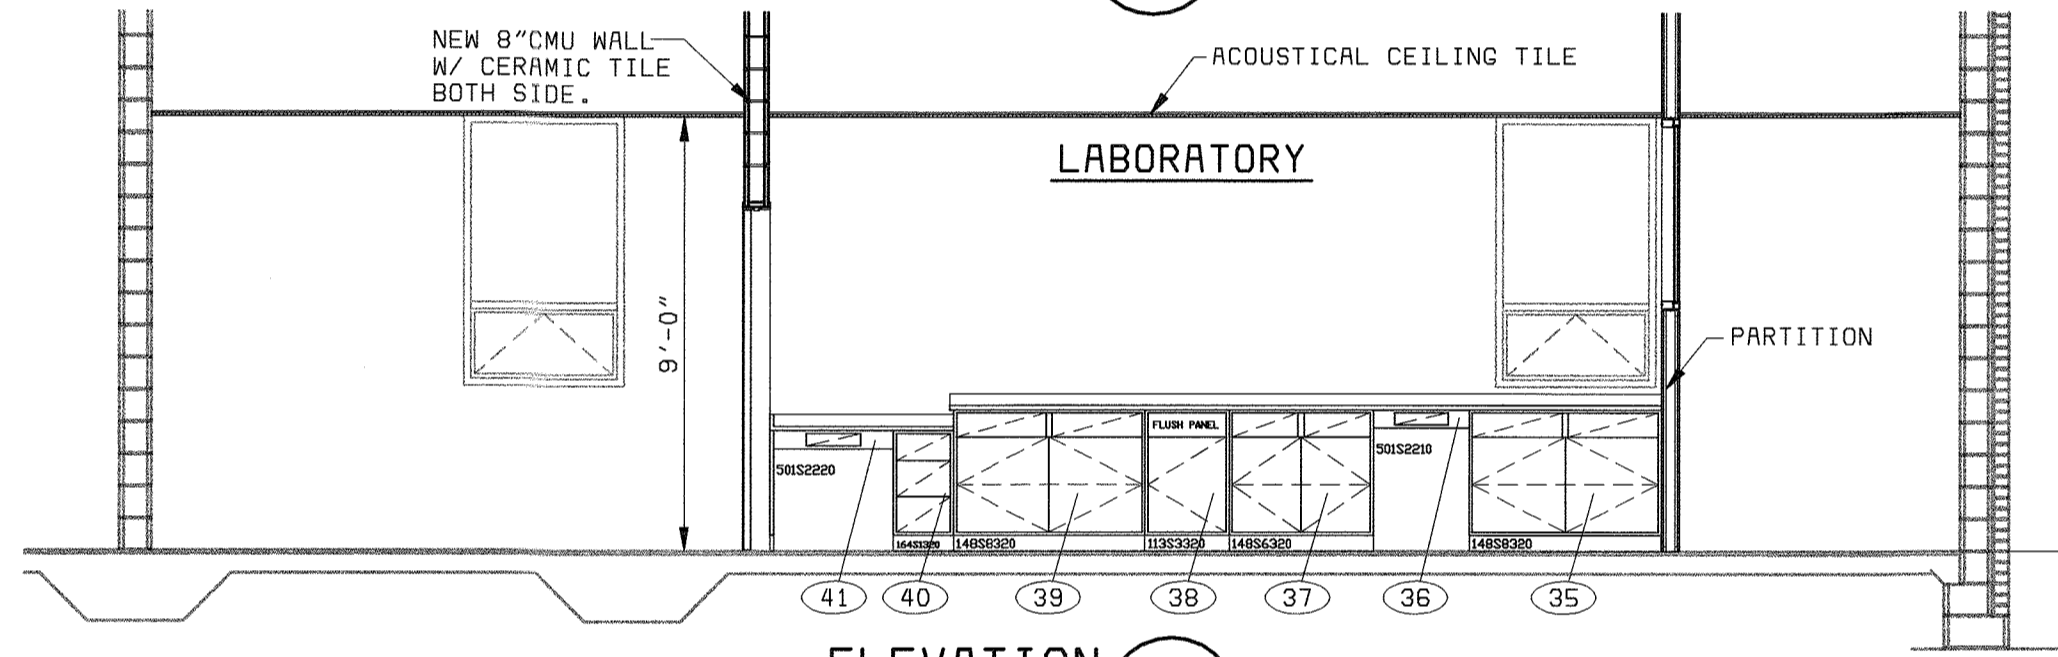 NEW 8"CMU WALL
W/ CERAMIC TILE
BOTH SIDE.
ACOUSTICAL CEILING TILE
LABORATORY
9'-0"
PARTITION
FLUSH PANEL
501S2220
501S2210
164S1320
148S8320
113S3320
148S6320
148S8320
41
40
39
38
37
36
35
ELEVATION